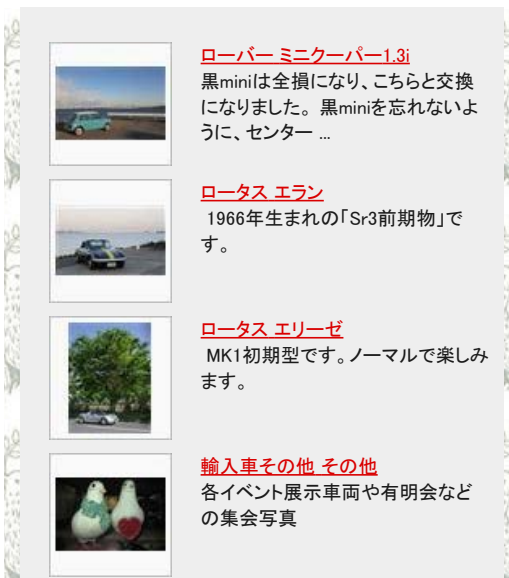 ローバー ミニクーパー1.3i
黒miniは全損になり、こちらと交換
になりました。 黒miniを忘れないよ
うに、センター ...
ロータス エラン
1966年生まれの「Sr3前期物」で
す。
ロータス エリーゼ
MK1初期型です。ノーマルで楽しみ
ます。
輸入車その他 その他
各イベント展示車両や有明会など
の集会写真